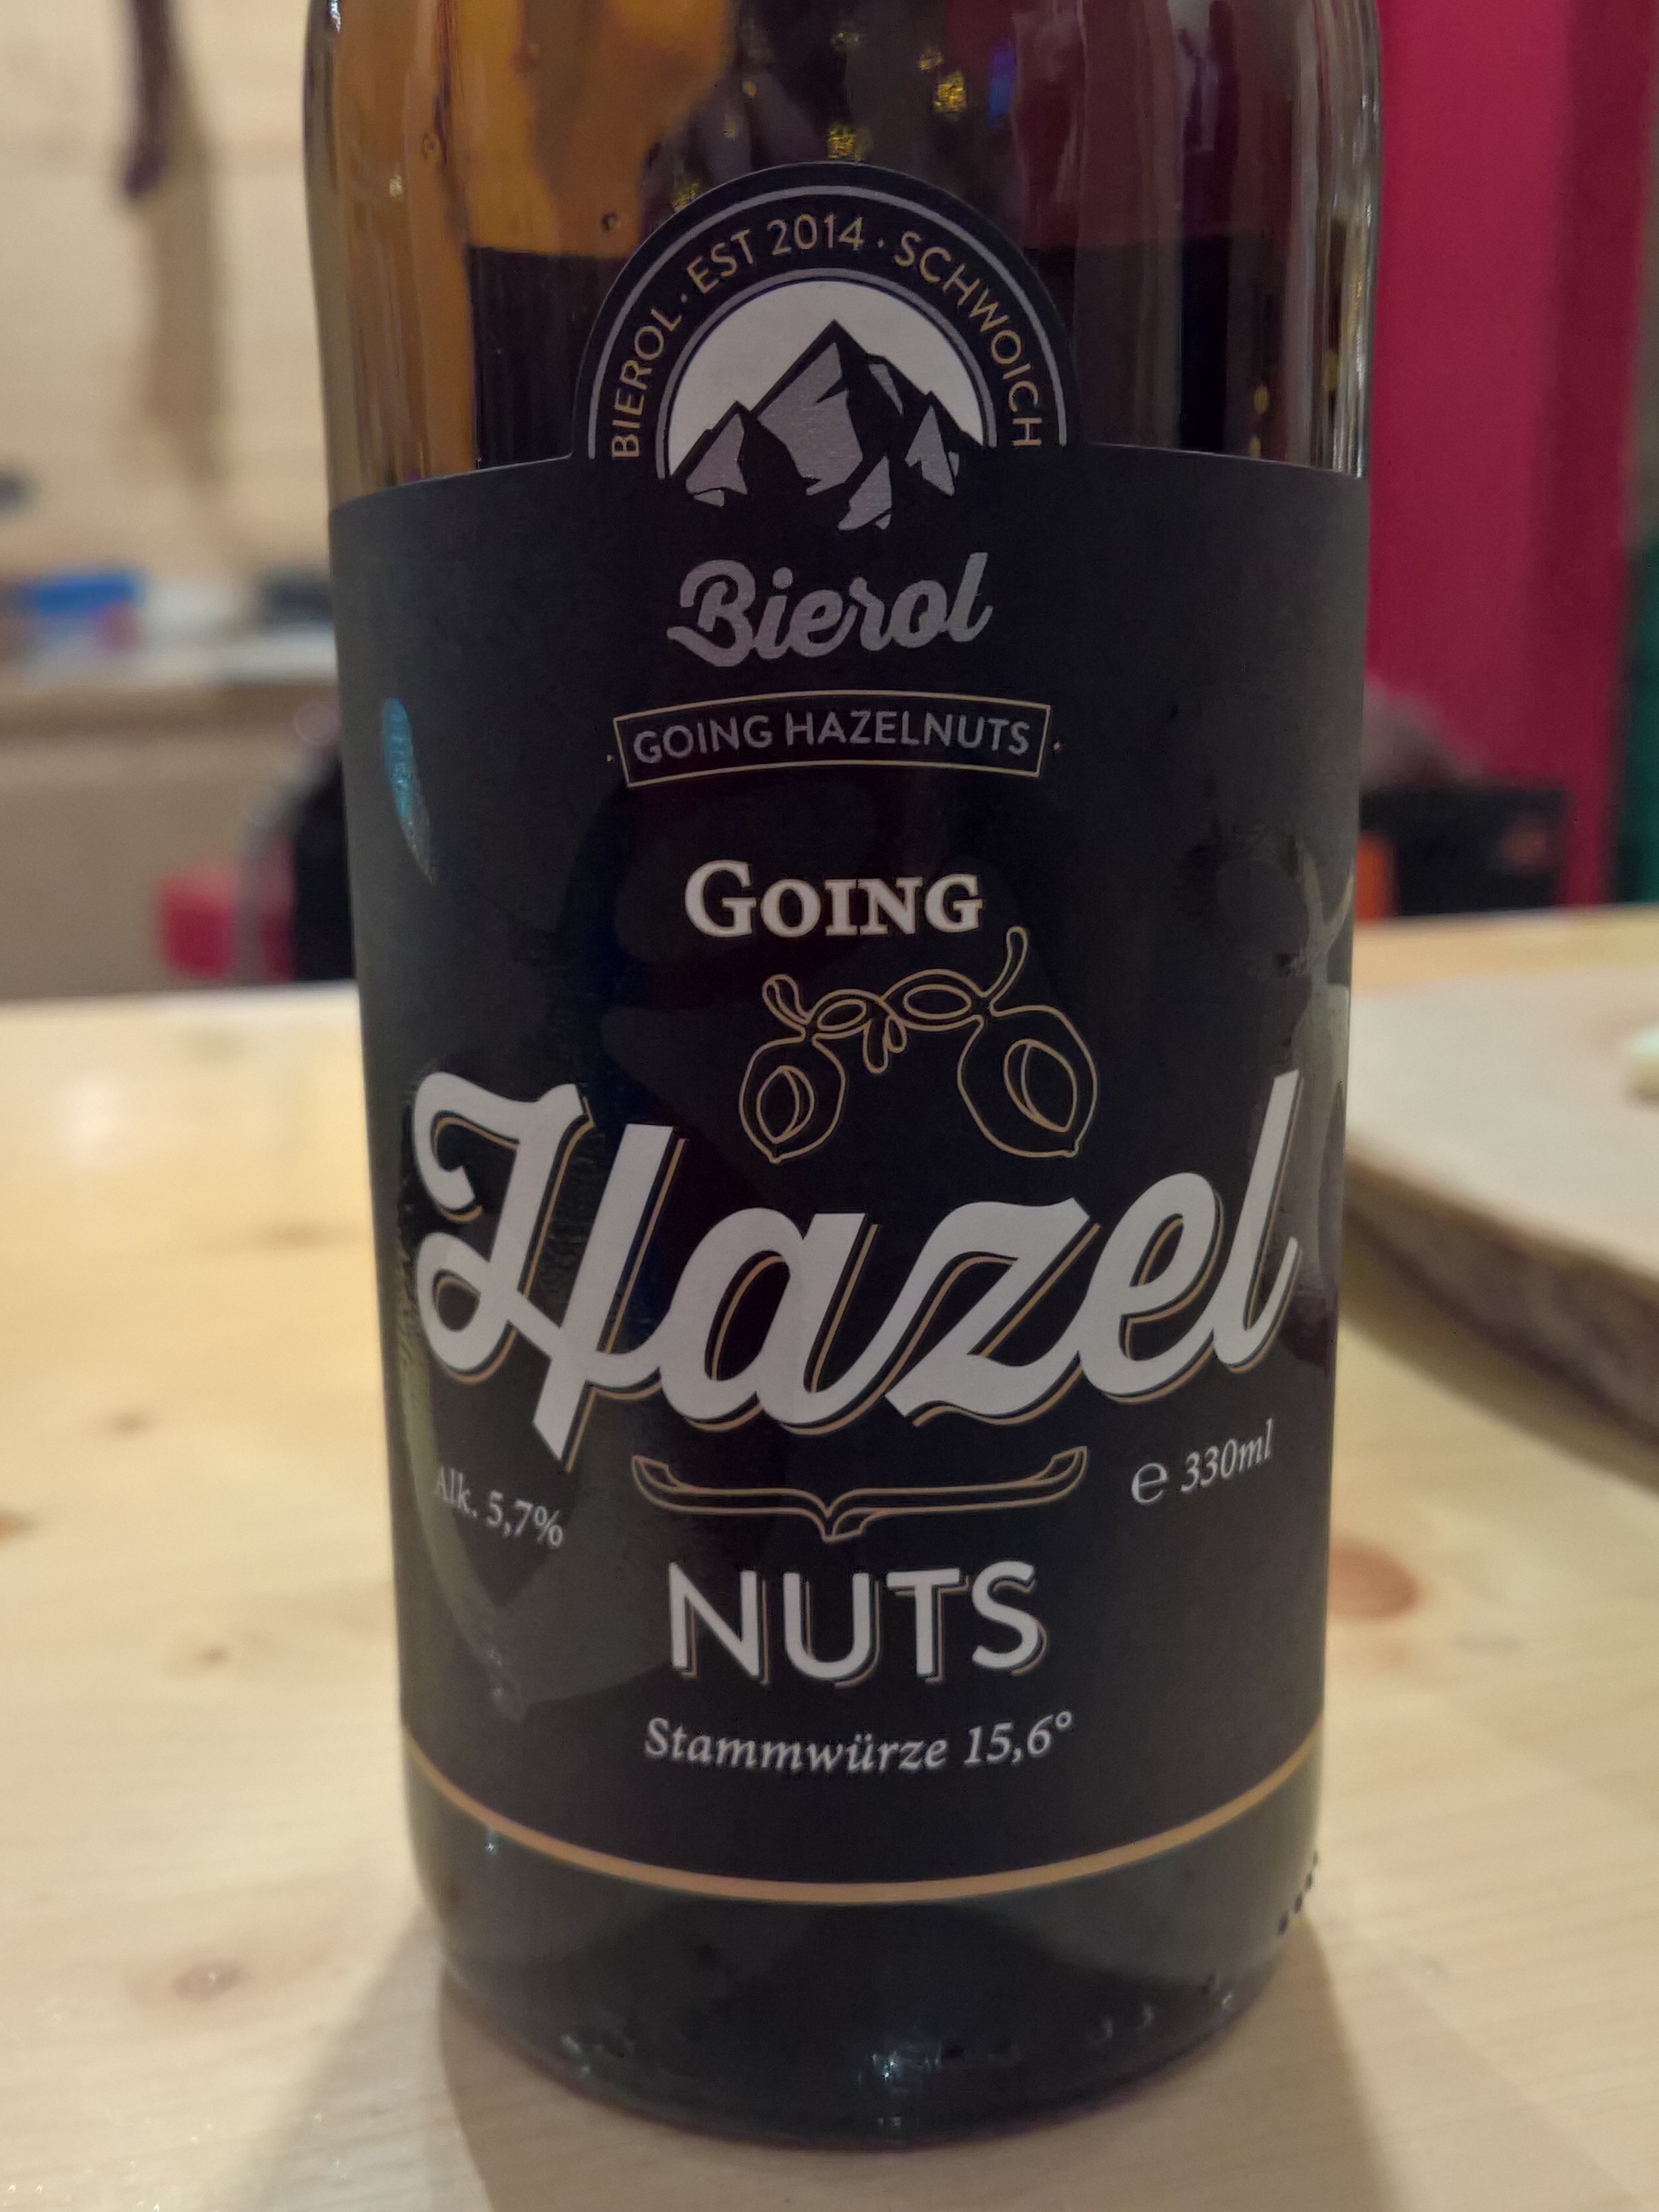 BIEROL · EST 2014 · SCHWOICH
Bierol
GOING HAZELNUTS
GOING
Hazel
Alk. 5,7%
℮ 330ml
NUTS
Stammwürze 15,6°